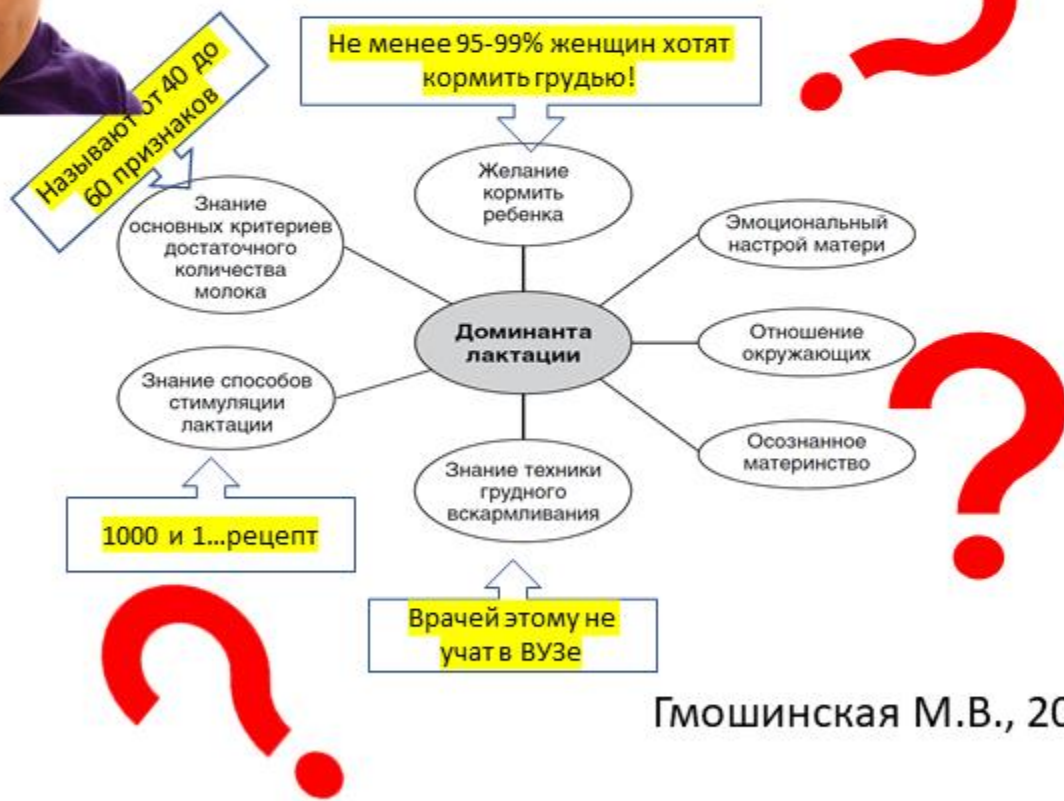 Не менее 95-99% женщин хотят
кормить грудью!
Называют от 40 до
60 признаков
Желание
кормить
ребенка
Знание
основных критериев
достаточного
количества
молока
Эмоциональный
настрой матери
Доминанта
лактации
Отношение
окружающих
Знание способов
стимуляции
лактации
Осознанное
материнство
Знание техники
грудного
вскармливания
1000 и 1...рецепт
Врачей этому не
учат в ВУЗе
Гмошинская М.В., 20